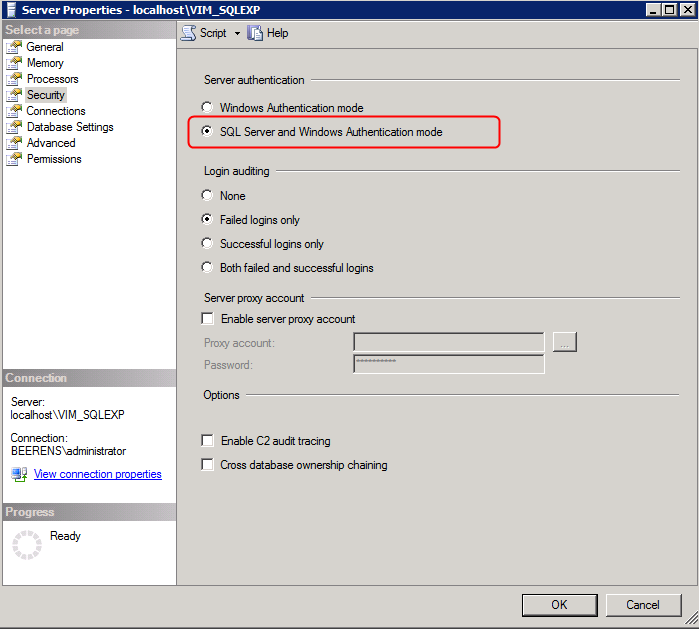 Server Properties - localhost\VIM_SQLEXP
Select a page
General
Memory
Processors
Security
Connections
Database Settings
Advanced
Permissions
Script
Help
Server authentication
Windows Authentication mode
SQL Server and Windows Authentication mode
Login auditing
None
Failed logins only
Successful logins only
Both failed and successful logins
Server proxy account
Enable server proxy account
Proxy account:
...
Password:
**********
Options
Enable C2 audit tracing
Cross database ownership chaining
Connection
Server:
localhost\VIM_SQLEXP
Connection:
BEERENS\administrator
View connection properties
Progress
Ready
OK
Cancel